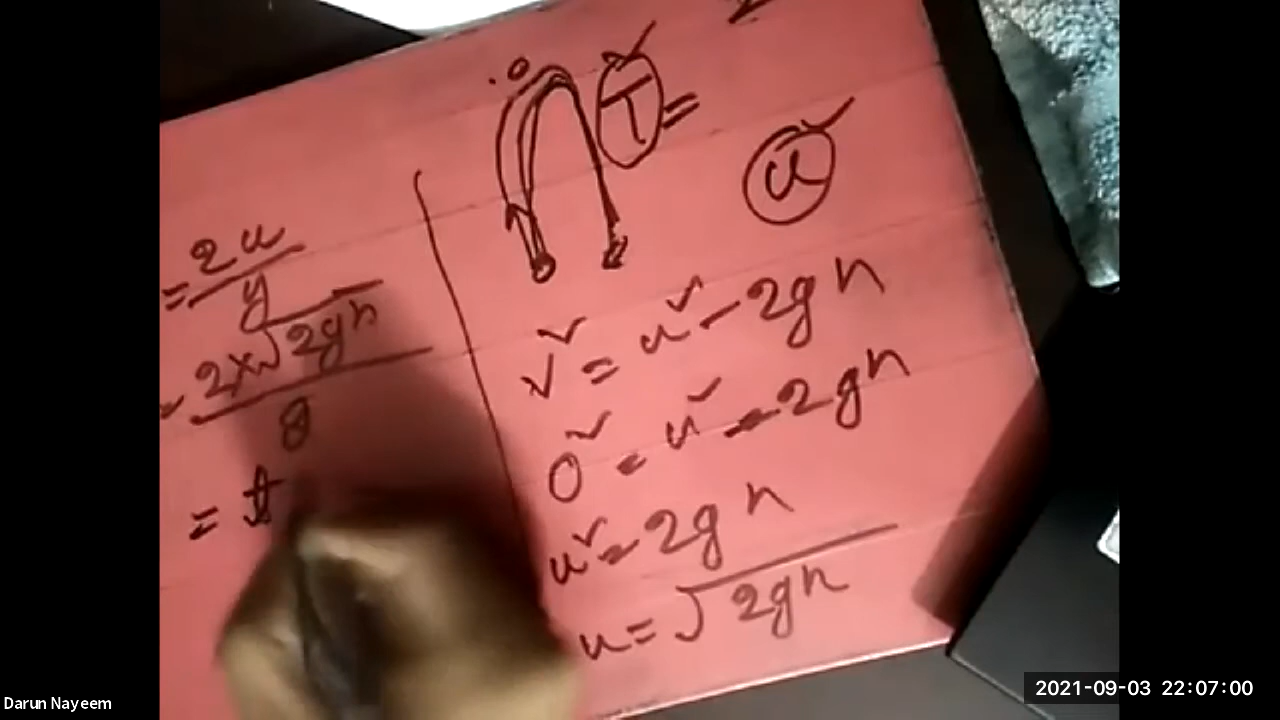 T =
u
= 2u / g
= 2×√2gh / g
= t
v² = u² - 2gh
0² = u² - 2gh
u² = 2gh
u = √2gh
Darun Nayeem
2021-09-03 22:07:00